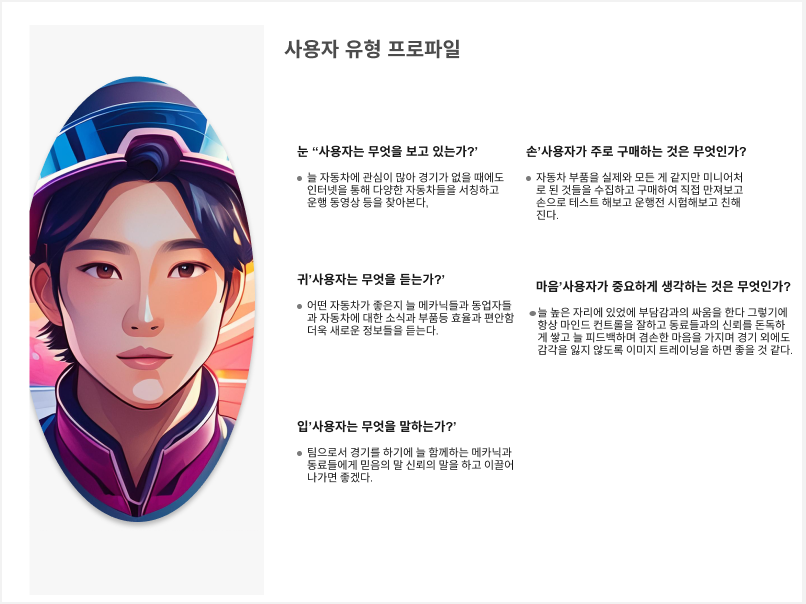 사용자 유형 프로파일
눈 “사용자는 무엇을 보고 있는가?’
늘 자동차에 관심이 많아 경기가 없을 때에도
인터넷을 통해 다양한 자동차들을 서칭하고
운행 동영상 등을 찾아본다,
귀’사용자는 무엇을 듣는가?’
어떤 자동차가 좋은지 늘 메카닉들과 동업자들
과 자동차에 대한 소식과 부품등 효율과 편안함
더욱 새로운 정보들을 듣는다.
입’사용자는 무엇을 말하는가?’
팀으로서 경기를 하기에 늘 함께하는 메카닉과
동료들에게 믿음의 말 신뢰의 말을 하고 이끌어
나가면 좋겠다.
손’사용자가 주로 구매하는 것은 무엇인가?
자동차 부품을 실제와 모든 게 같지만 미니어처
로 된 것들을 수집하고 구매하여 직접 만져보고
손으로 테스트 해보고 운행전 시험해보고 친해
진다.
마음’사용자가 중요하게 생각하는 것은 무엇인가?
늘 높은 자리에 있었에 부담감과의 싸움을 한다 그렇기에
항상 마인드 컨트롤을 잘하고 동료들과의 신뢰를 돈독하
게 쌓고 늘 피드백하며 겸손한 마음을 가지며 경기 외에도
감각을 잃지 않도록 이미지 트레이닝을 하면 좋을 것 같다.